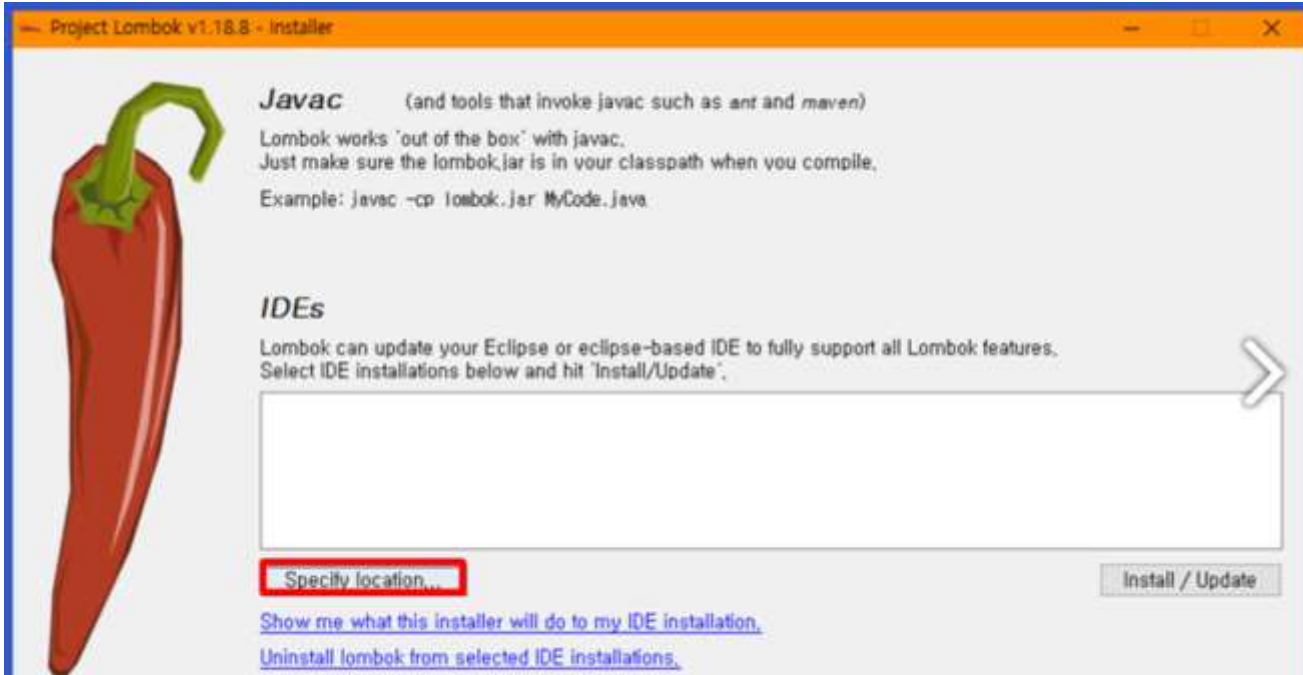 Project Lombok v1.18.8 - Installer
Javac (and tools that invoke javac such as ant and maven)
Lombok works 'out of the box' with javac.
Just make sure the lombok.jar is in your classpath when you compile.
Example: javac -cp lombok.jar MyCode.java
IDEs
Lombok can update your Eclipse or eclipse-based IDE to fully support all Lombok features.
Select IDE installations below and hit 'Install/Update'.
Specify location...
Install / Update
Show me what this installer will do to my IDE installation.
Uninstall lombok from selected IDE installations.